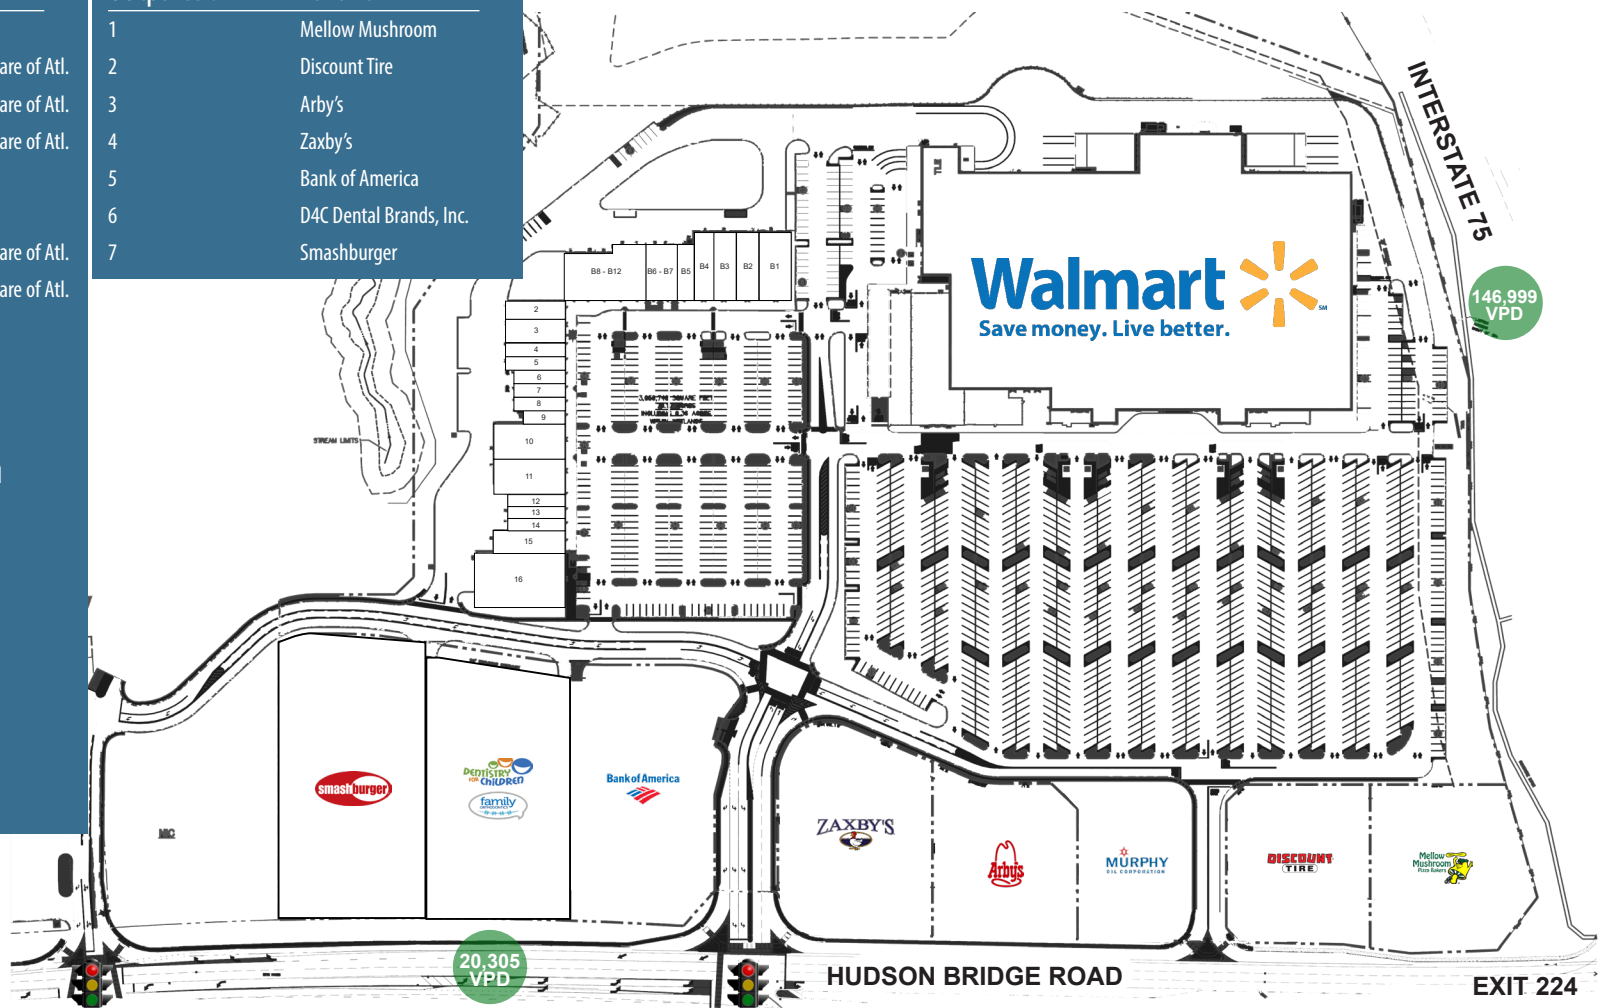 are of Atl.
are of Atl.
are of Atl.
are of Atl.
are of Atl.
1 Mellow Mushroom
2 Discount Tire
3 Arby's
4 Zaxby's
5 Bank of America
6 D4C Dental Brands, Inc.
7 Smashburger
INTERSTATE 75
146,999
VPD
TLE
Walmart
Save money. Live better.
B8 - B12
B6 - B7
B5
B4
B3
B2
B1
2
3
4
5
6
7
8
9
10
11
12
13
14
15
16
STREAM LIMITS
smashburger
DENTISTRY
FOR CHILDREN
family
ORTHODONTICS
Bank of America
ZAXBY'S
Arby's
MURPHY
OIL CORPORATION
DISCOUNT
TIRE
Mellow
Mushroom
Pizza Bakers
NIC
20,305
VPD
HUDSON BRIDGE ROAD
EXIT 224